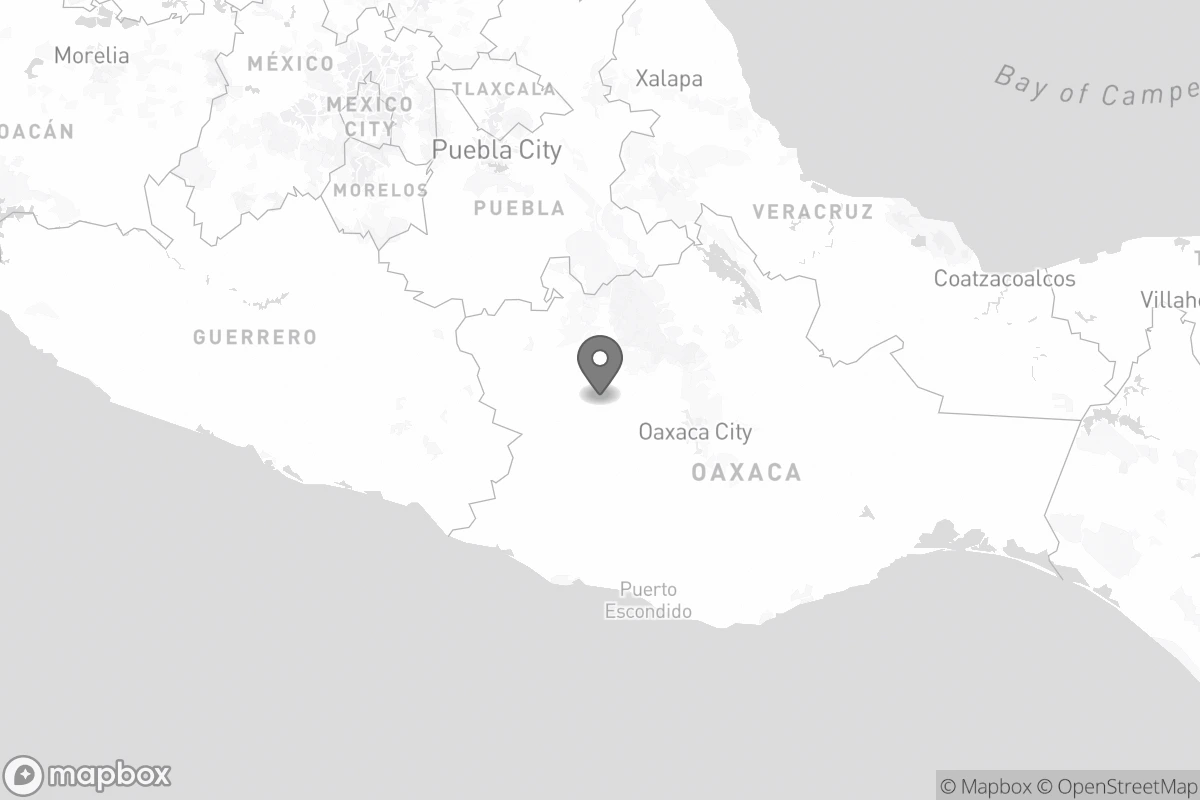 Morelia
MÉXICO
Xalapa
Bay of Campe
TLAXCALA
MEXICO
CITY
OACÁN
Puebla City
MORELOS
PUEBLA
VERACRUZ
Coatzacoalcos
Villahe
GUERRERO
Oaxaca City
OAXACA
Puerto
Escondido
mapbox
© Mapbox © OpenStreetMap